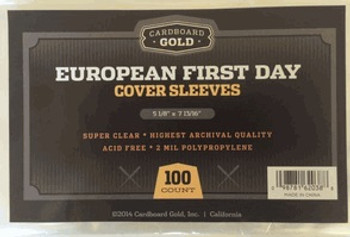 CARDBOARD
GOLD
EUROPEAN FIRST DAY
COVER SLEEVES
5 1/8" x 7 13/16"
SUPER CLEAR * HIGHEST ARCHIVAL QUALITY
ACID FREE * 2 MIL POLYPROPYLENE
100
COUNT
MADE IN CHINA
©2014 Cardboard Gold, Inc. | California